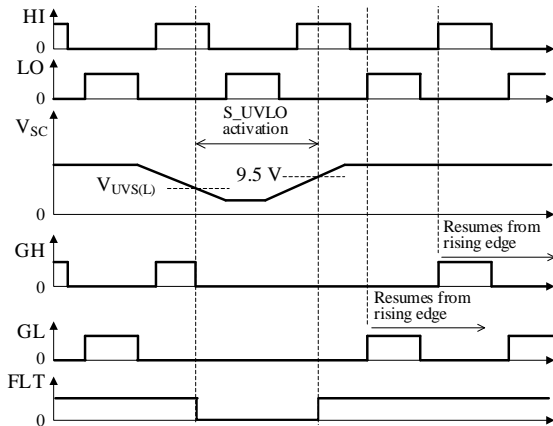 HI
0
LO
0
S_UVLO
activation
V_SC
9.5 V
V_UVS(L)
0
Resumes from
rising edge
GH
0
Resumes from
rising edge
GL
0
FLT
0